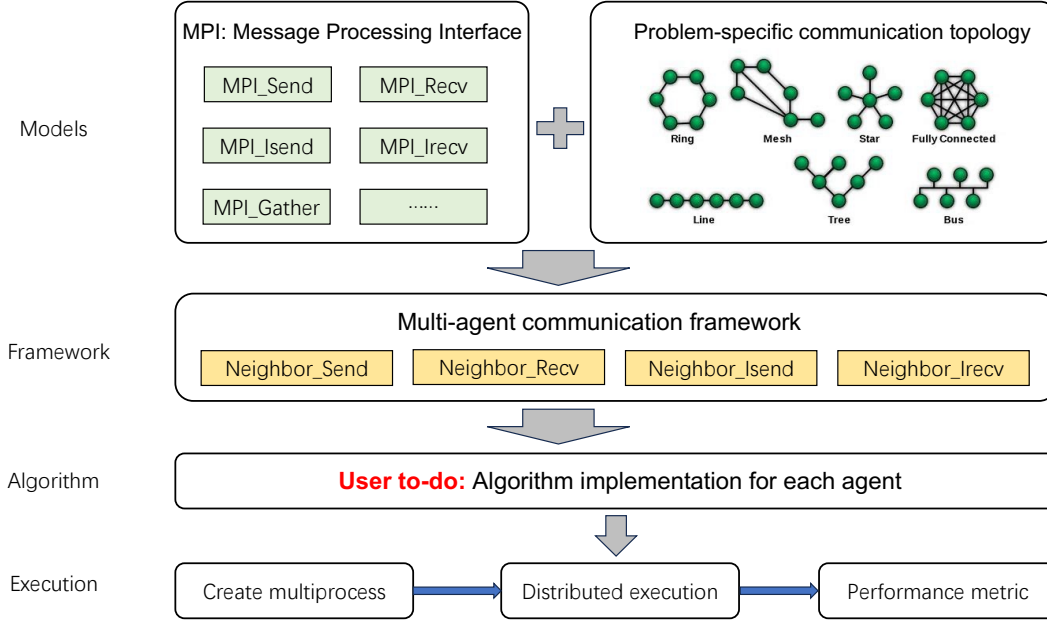 Models
MPI: Message Processing Interface
MPI_Send
MPI_Recv
MPI_Isend
MPI_Irecv
MPI_Gather
......
Problem-specific communication topology
Ring
Mesh
Star
Fully Connected
Line
Tree
Bus
Framework
Multi-agent communication framework
Neighbor_Send
Neighbor_Recv
Neighbor_Isend
Neighbor_Irecv
Algorithm
User to-do: Algorithm implementation for each agent
Execution
Create multiprocess
Distributed execution
Performance metric